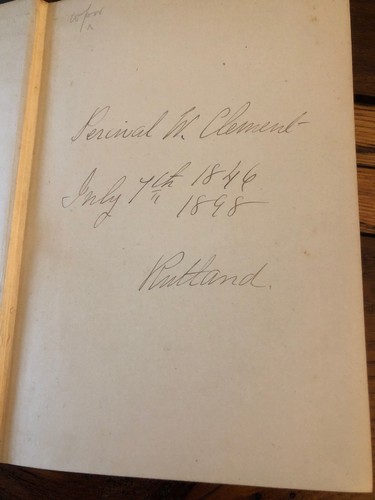 Percival W. Clement
July 7th 1846
1898
Rutland.